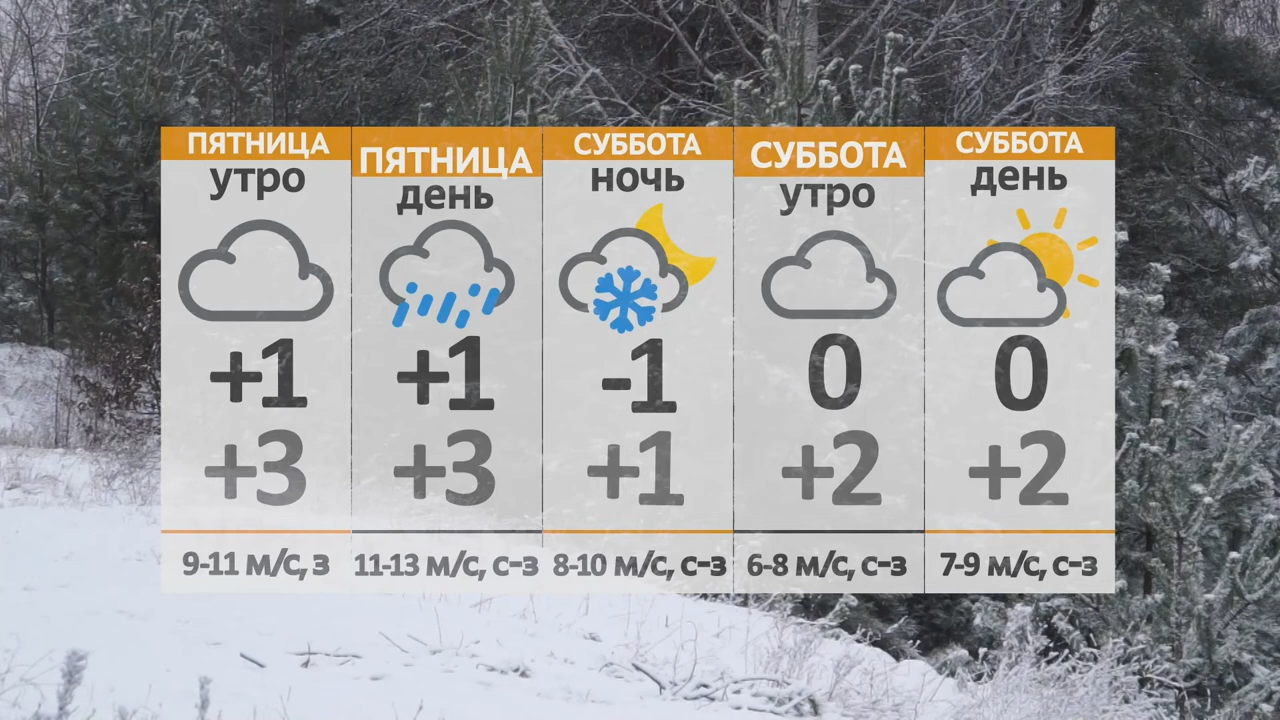 ПЯТНИЦА
утро
+1
+3
9-11 м/с, з
ПЯТНИЦА
день
+1
+3
11-13 м/с, с-з
СУББОТА
ночь
-1
+1
8-10 м/с, с-з
СУББОТА
утро
0
+2
6-8 м/с, с-з
СУББОТА
день
0
+2
7-9 м/с, с-з